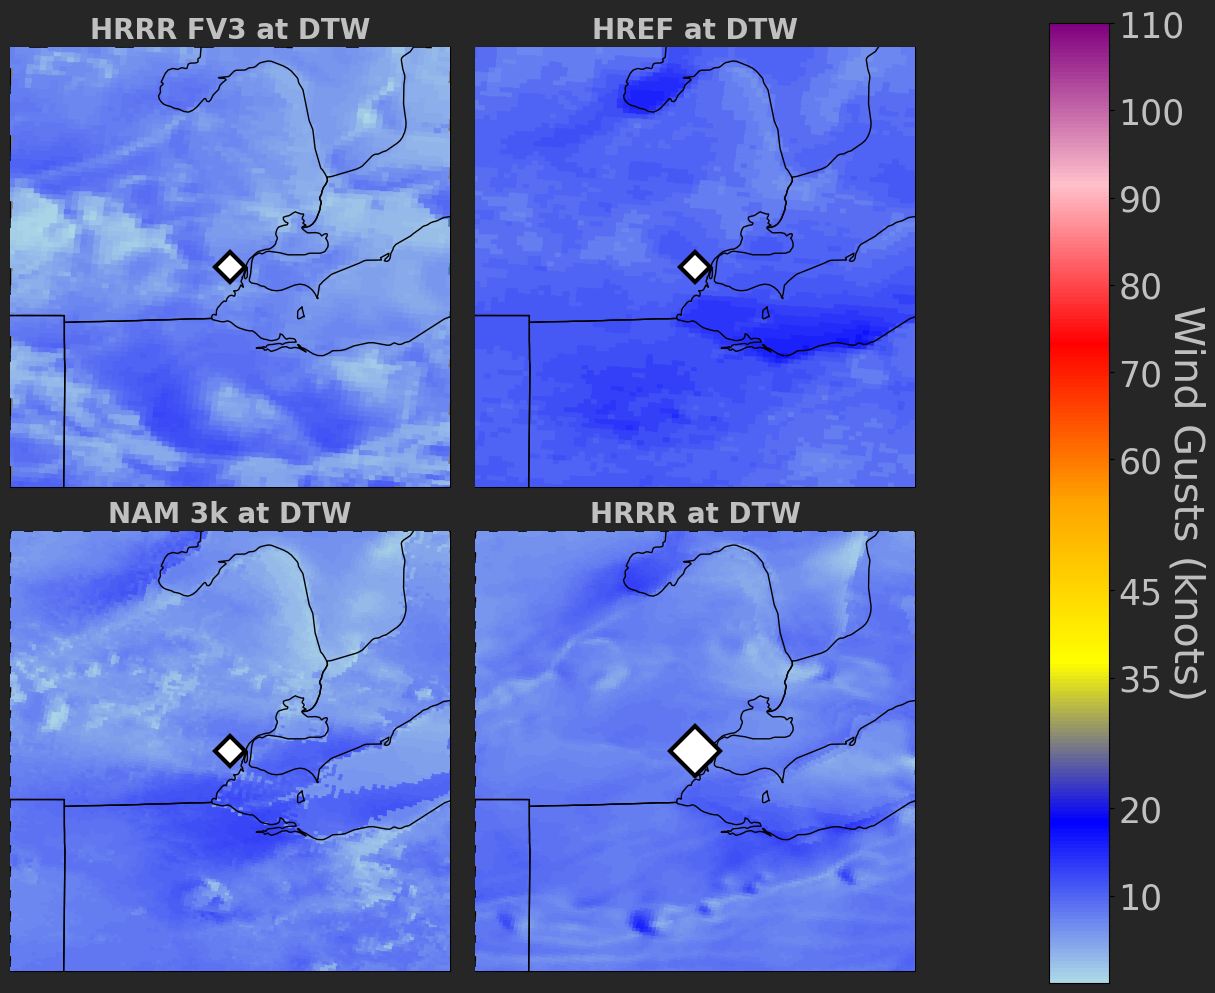 HRRR FV3 at DTW
HREF at DTW
NAM 3k at DTW
HRRR at DTW
110
100
90
80
70
60
45
35
20
10
Wind Gusts (knots)